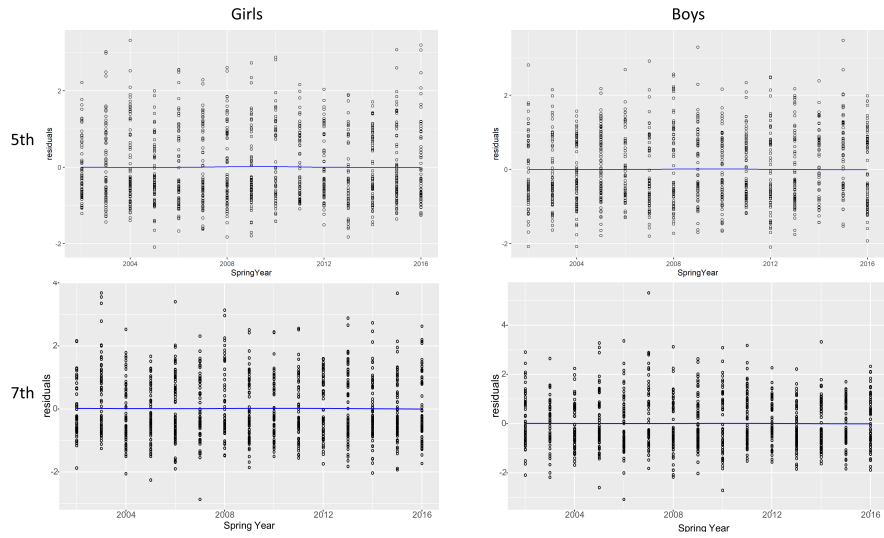 Girls
Boys
5th
residuals
2-
0-
-2-
2004
2008
2012
2016
SpringYear
residuals
2-
0-
-2-
2004
2008
2012
2016
SpringYear
7th
residuals
4-
2-
0-
-2-
2004
2008
2012
2016
Spring Year
residuals
4-
2-
0-
-2-
2004
2008
2012
2016
Spring Year